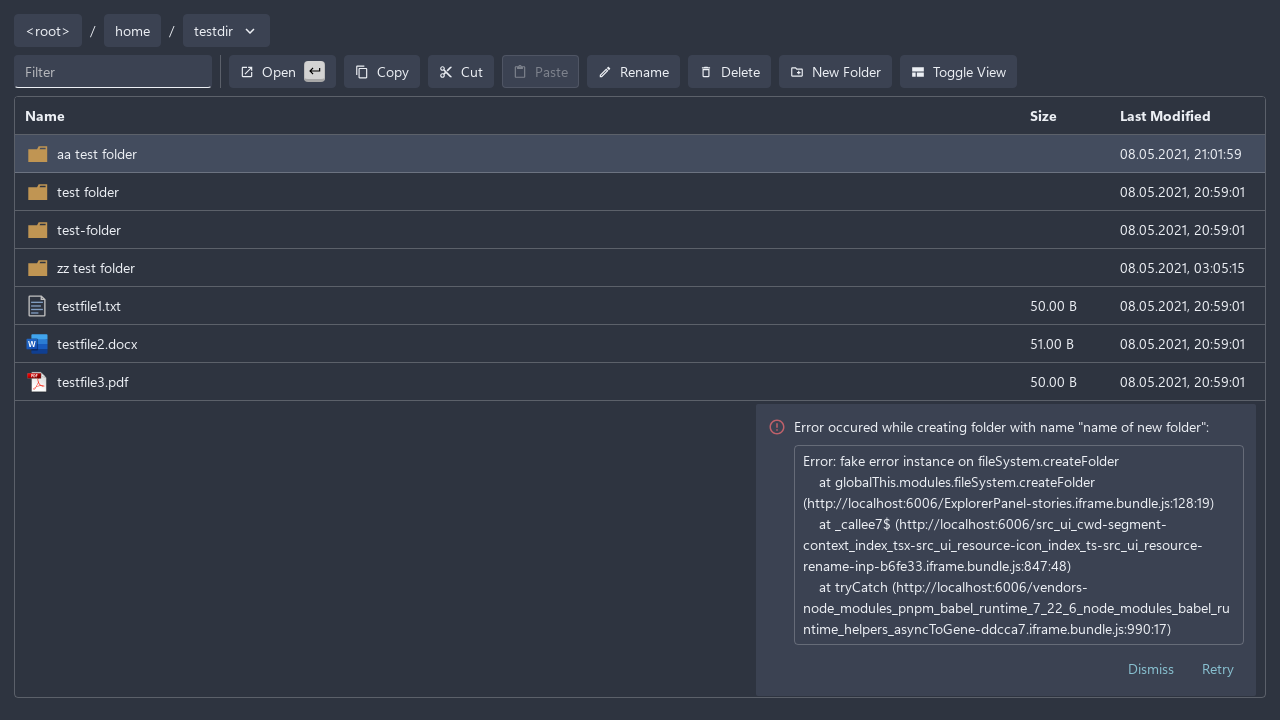 <root> / home / testdir
Filter Open Copy Cut Paste Rename Delete New Folder Toggle View
Name Size Last Modified
aa test folder 08.05.2021, 21:01:59
test folder 08.05.2021, 20:59:01
test-folder 08.05.2021, 20:59:01
zz test folder 08.05.2021, 03:05:15
testfile1.txt 50.00 B 08.05.2021, 20:59:01
W testfile2.docx 51.00 B 08.05.2021, 20:59:01
PDF testfile3.pdf 50.00 B 08.05.2021, 20:59:01
Error occured while creating folder with name "name of new folder":
Error: fake error instance on fileSystem.createFolder
at globalThis.modules.fileSystem.createFolder
(http://localhost:6006/ExplorerPanel-stories.iframe.bundle.js:128:19)
at _callee7$ (http://localhost:6006/src_ui_cwd-segment-
context_index_tsx-src_ui_resource-icon_index_ts-src_ui_resource-
rename-inp-b6fe33.iframe.bundle.js:847:48)
at tryCatch (http://localhost:6006/vendors-
node_modules_pnpm_babel_runtime_7_22_6_node_modules_babel_ru
ntime_helpers_asyncToGene-ddcca7.iframe.bundle.js:990:17)
Dismiss Retry